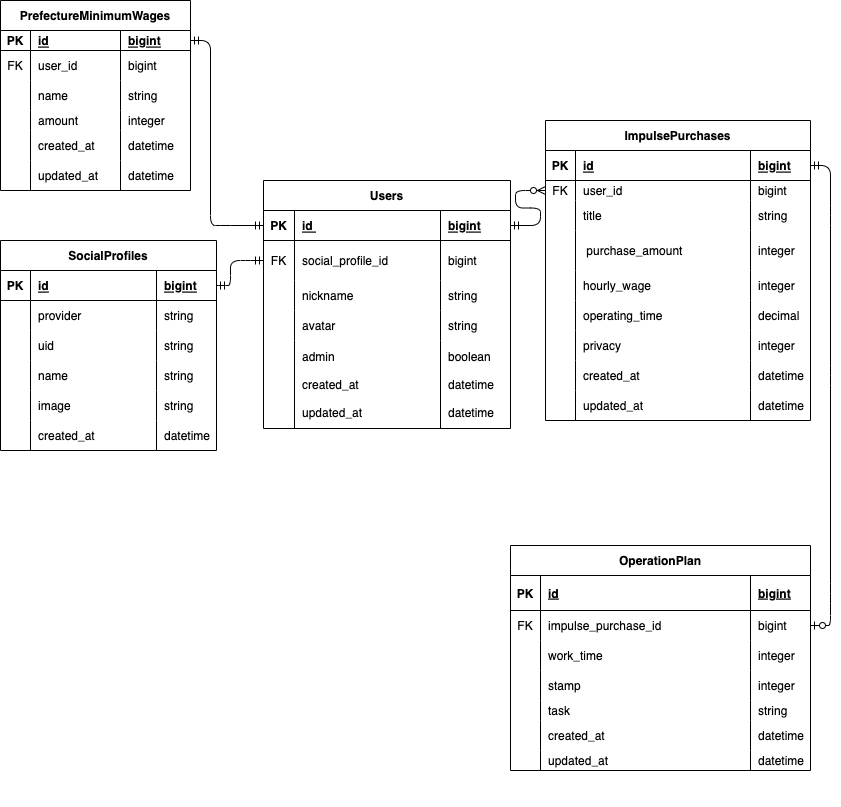 PrefectureMinimumWages
PK id bigint
FK user_id bigint
name string
amount integer
created_at datetime
updated_at datetime
SocialProfiles
PK id bigint
provider string
uid string
name string
image string
created_at datetime
Users
PK id bigint
FK social_profile_id bigint
nickname string
avatar string
admin boolean
created_at datetime
updated_at datetime
ImpulsePurchases
PK id bigint
FK user_id bigint
title string
purchase_amount integer
hourly_wage integer
operating_time decimal
privacy integer
created_at datetime
updated_at datetime
OperationPlan
PK id bigint
FK impulse_purchase_id bigint
work_time integer
stamp integer
task string
created_at datetime
updated_at datetime